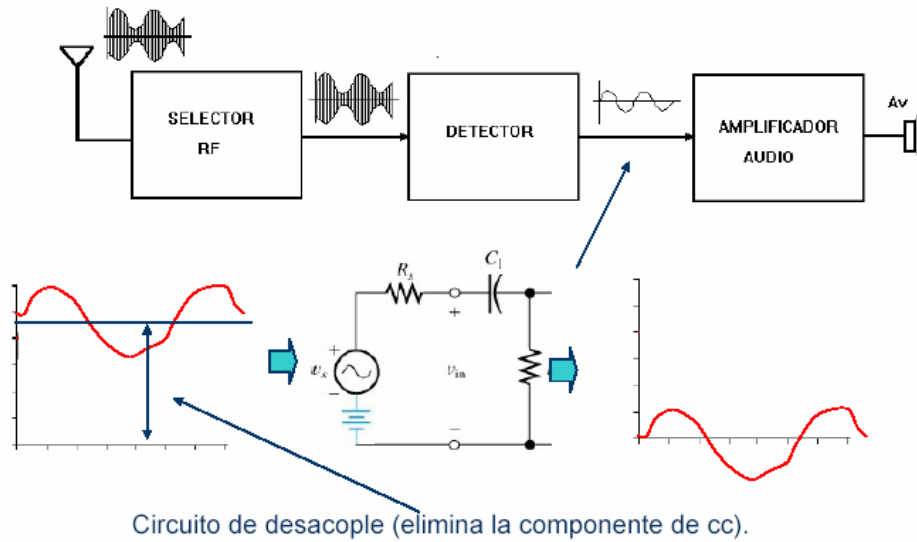 SELECTOR
RF
DETECTOR
AMPLIFICADOR
AUDIO
Av
Rs
C1
+
+
vs
−
vin
−
Circuito de desacople (elimina la componente de cc).